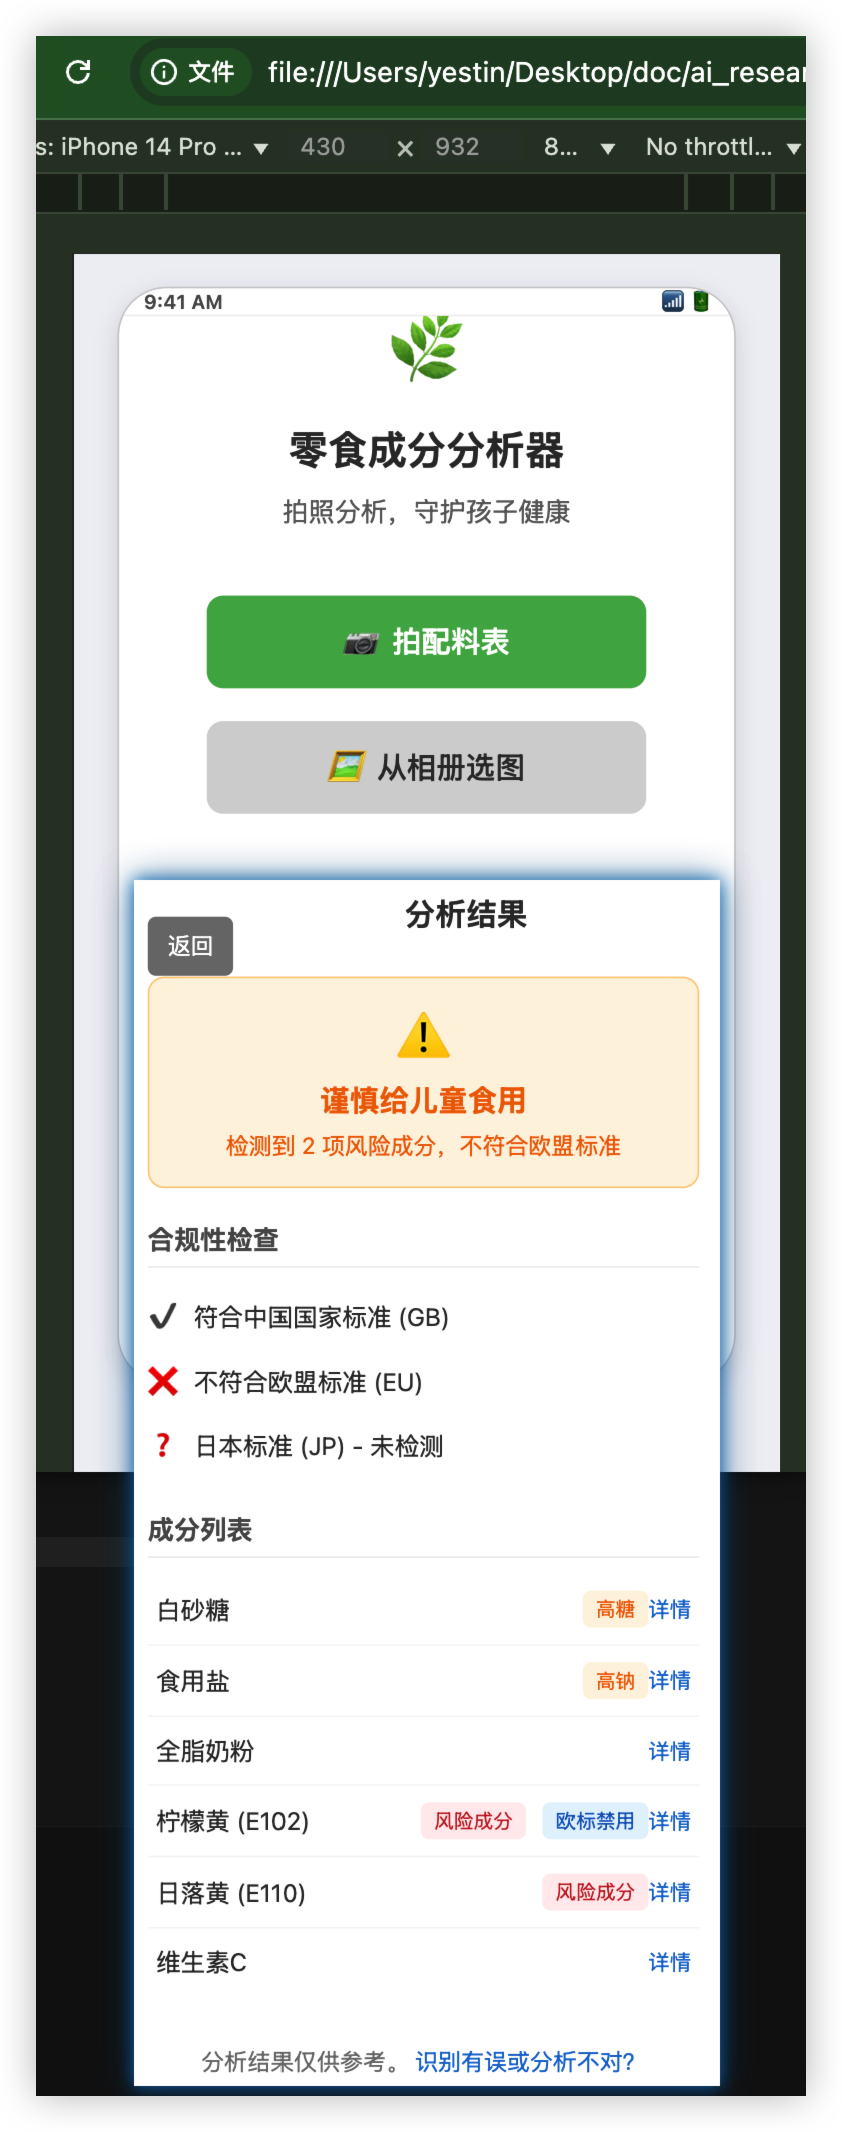 文件 file:///Users/yestin/Desktop/doc/ai_resear
s: iPhone 14 Pro ... ▼ 430 × 932 8... ▼ No throttl... ▼
9:41 AM
零食成分分析器
拍照分析，守护孩子健康
拍配料表
从相册选图
分析结果
返回
谨慎给儿童食用
检测到 2 项风险成分，不符合欧盟标准
合规性检查
符合中国国家标准 (GB)
不符合欧盟标准 (EU)
日本标准 (JP) - 未检测
成分列表
白砂糖 高糖 详情
食用盐 高钠 详情
全脂奶粉 详情
柠檬黄 (E102) 风险成分 欧标禁用 详情
日落黄 (E110) 风险成分 详情
维生素C 详情
分析结果仅供参考。 识别有误或分析不对?